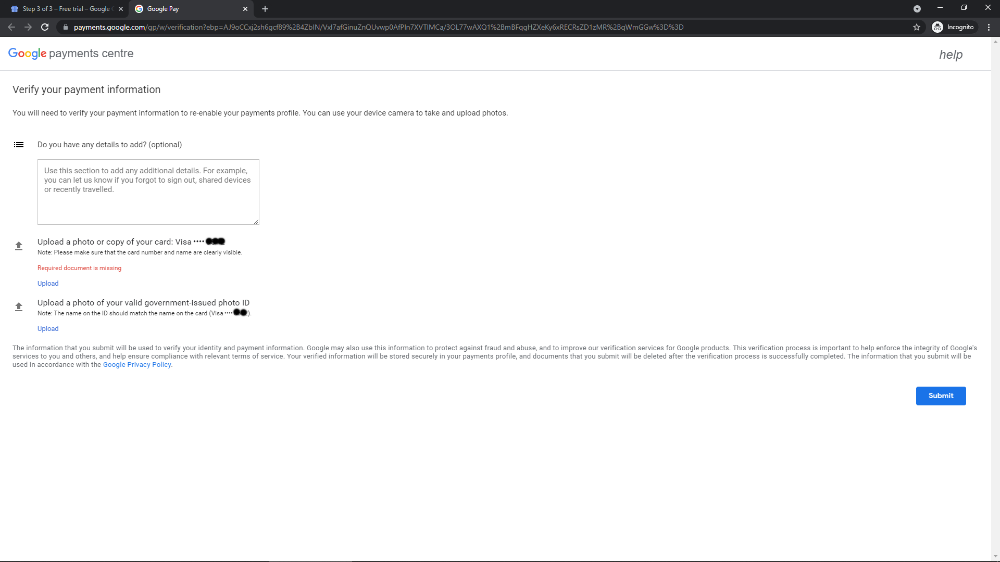 Step 3 of 3 – Free trial – Google
Google Pay
payments.google.com/gp/w/verification?ebp=AJ9oCCxj2sh6gcf89%2B4ZbIN/VxI7afGinuZnQUvwp0AfPIn7XVTlMCa/3OL77wAXQ1%2BmBFqgHZXeKy6xRECRsZD1zMR%2BqWmGGw%3D%3D
Incognito
Google payments centre
help
Verify your payment information
You will need to verify your payment information to re-enable your payments profile. You can use your device camera to take and upload photos.
Do you have any details to add? (optional)
Use this section to add any additional details. For example,
you can let us know if you forgot to sign out, shared devices
or recently travelled.
Upload a photo or copy of your card: Visa ••••
Note: Please make sure that the card number and name are clearly visible.
Required document is missing
Upload
Upload a photo of your valid government-issued photo ID
Note: The name on the ID should match the name on the card (Visa •••• ).
Upload
The information that you submit will be used to verify your identity and payment information. Google may also use this information to protect against fraud and abuse, and to improve our verification services for Google products. This verification process is important to help enforce the integrity of Google's
services to you and others, and help ensure compliance with relevant terms of service. Your verified information will be stored securely in your payments profile, and documents that you submit will be deleted after the verification process is successfully completed. The information that you submit will be
used in accordance with the Google Privacy Policy.
Submit